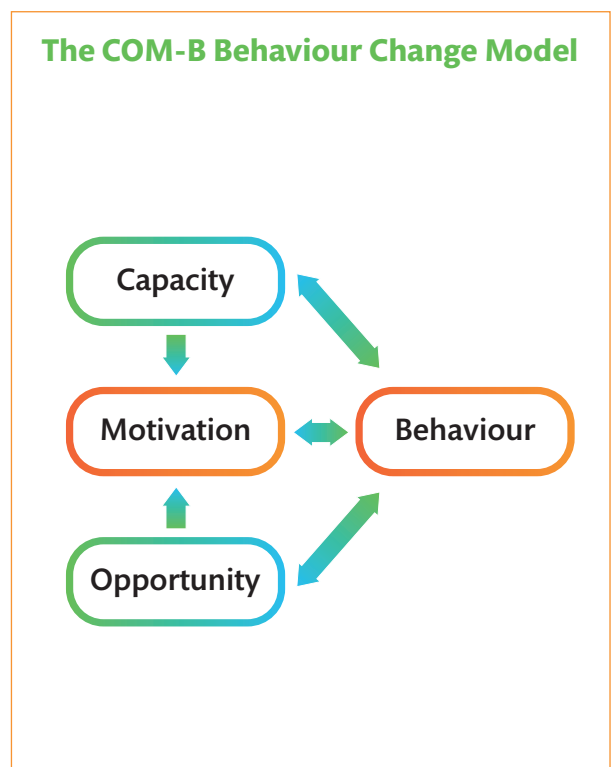 The COM-B Behaviour Change Model
Capacity
Motivation
Behaviour
Opportunity